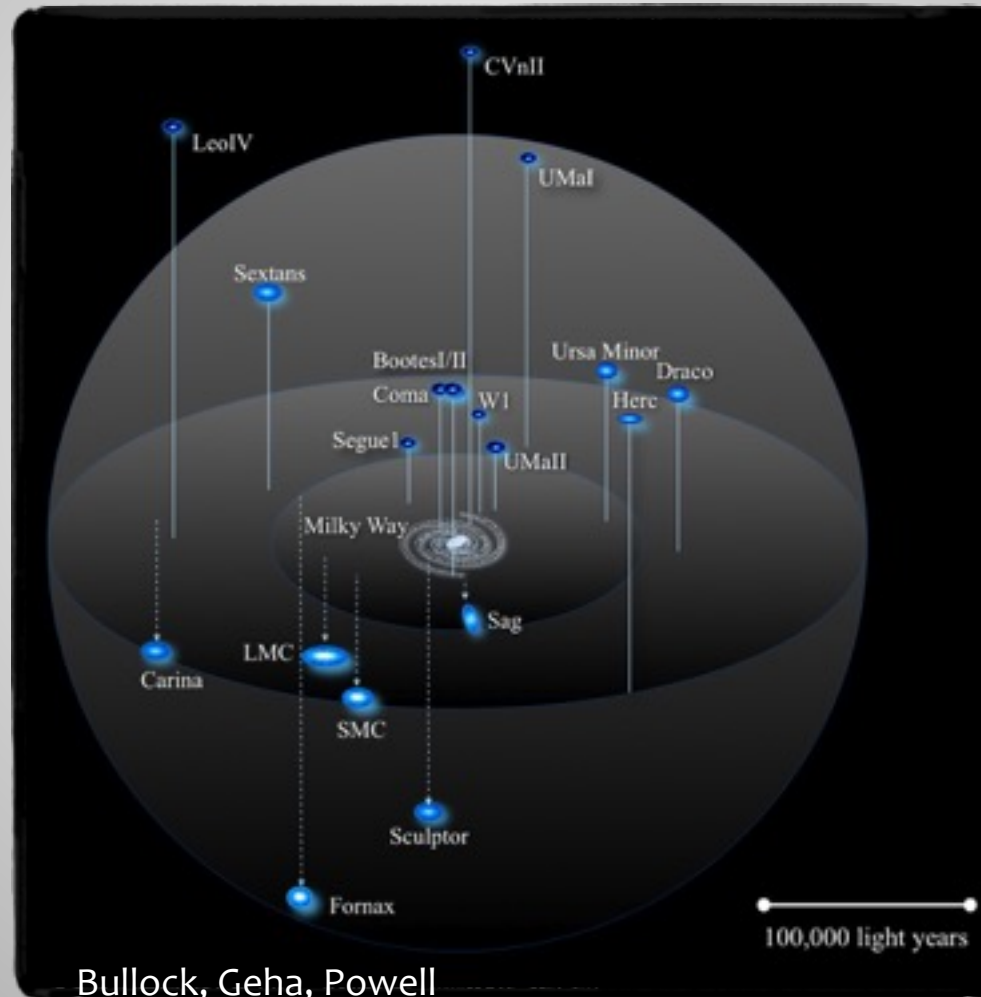 CVnII
LeoIV
UMaI
Sextans
BootesI/II
Ursa Minor
Draco
Coma
W1
Herc
Segue1
UMaII
Milky Way
Sag
LMC
Carina
SMC
Sculptor
Fornax
100,000 light years
Bullock, Geha, Powell